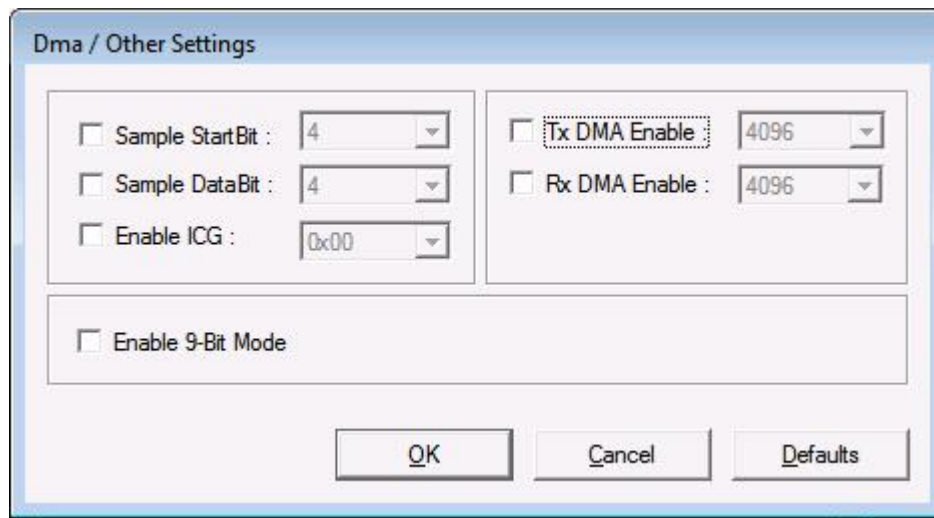 Dma / Other Settings
Sample StartBit : 4
Sample DataBit : 4
Enable ICG : 0x00
Tx DMA Enable : 4096
Rx DMA Enable : 4096
Enable 9-Bit Mode
OK Cancel Defaults